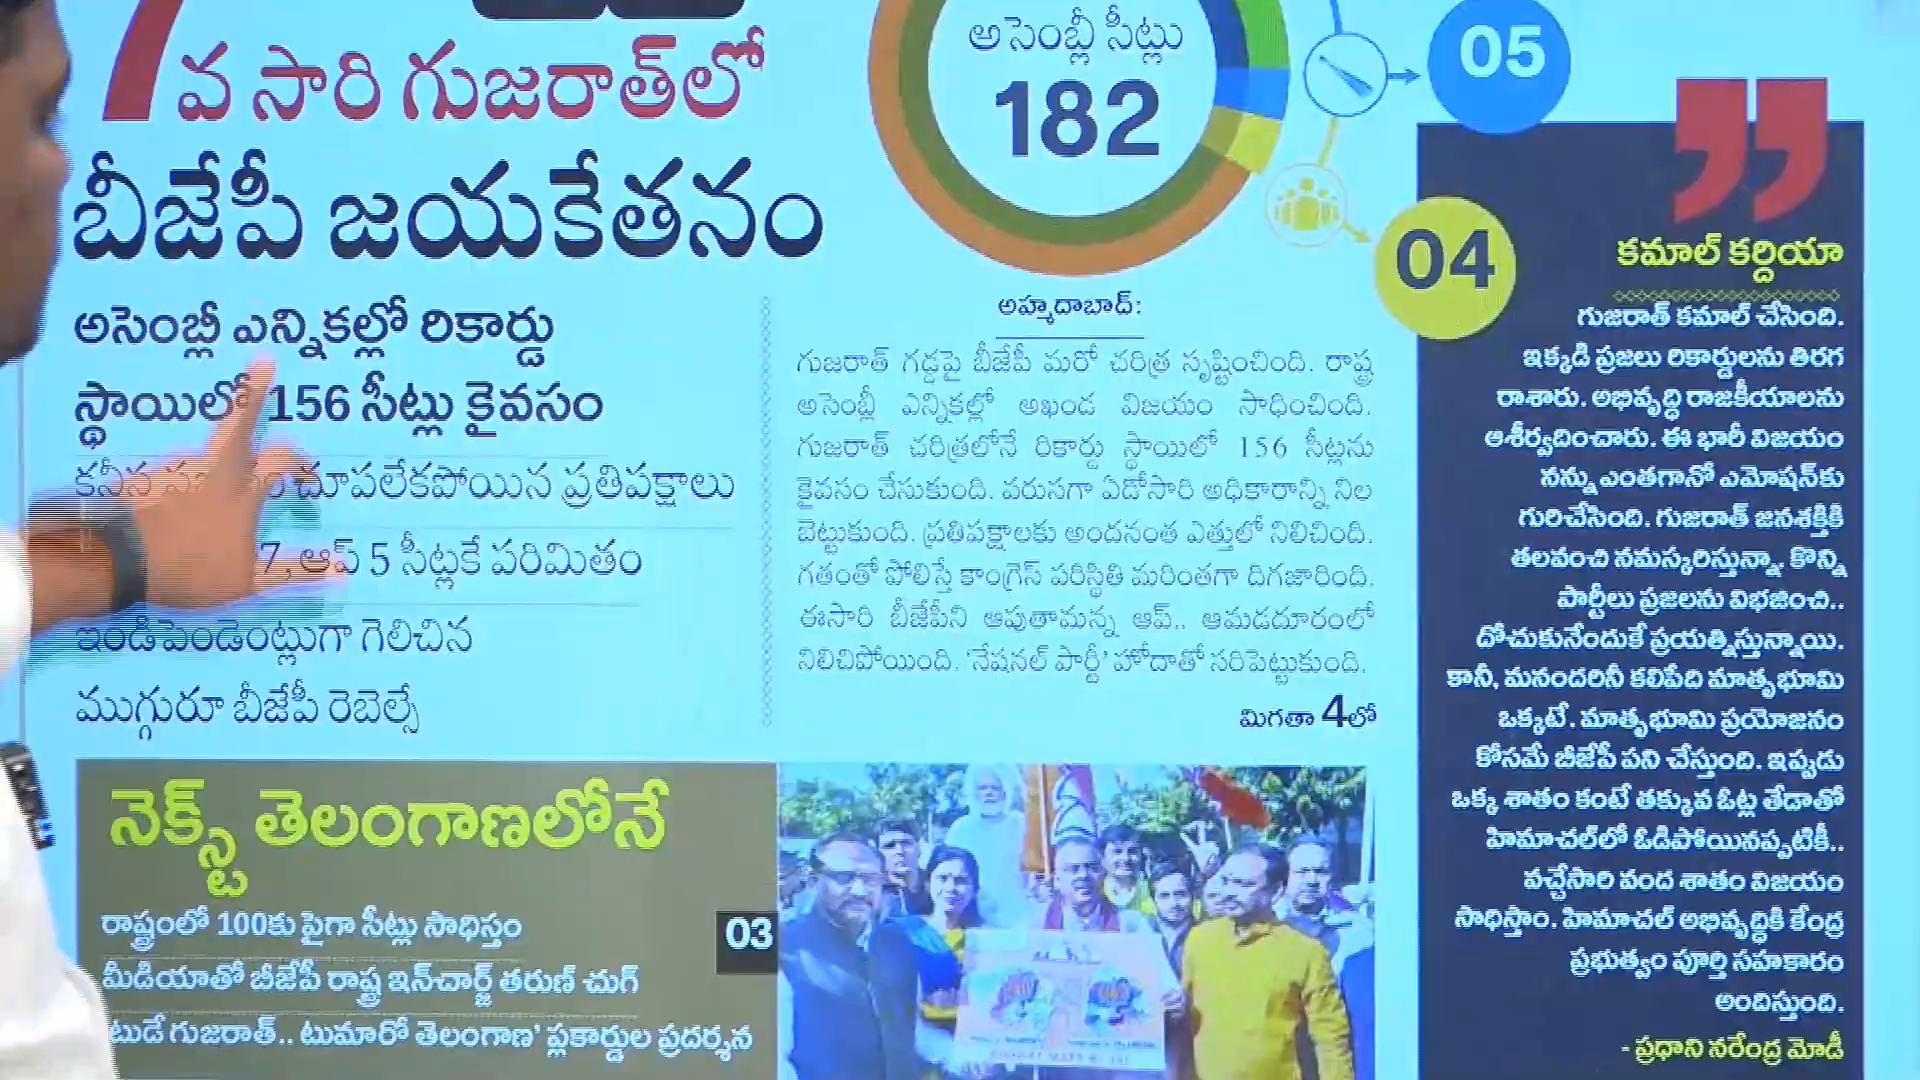 7వ సారి గుజరాత్‌లో
బీజేపీ జయకేతనం
అసెంబ్లీ ఎన్నికల్లో రికార్డు
స్థాయిలో 156 సీట్లు కైవసం
చూపలేకపోయిన ప్రతిపక్షాలు
7, ఆప్ 5 సీట్లకే పరిమితం
ఇండిపెండెంట్లుగా గెలిచిన
ముగ్గురూ బీజేపీ రెబెల్సే
అసెంబ్లీ సీట్లు
182
05
04
అహ్మదాబాద్:
గుజరాత్ గడ్డపై బీజేపీ మరో చరిత్ర సృష్టించింది. రాష్ట్ర
అసెంబ్లీ ఎన్నికల్లో అఖండ విజయం సాధించింది.
గుజరాత్ చరిత్రలోనే రికార్డు స్థాయిలో 156 సీట్లను
కైవసం చేసుకుంది. వరుసగా ఏడోసారి అధికారాన్ని నిల
బెట్టుకుంది. ప్రతిపక్షాలకు అందనంత ఎత్తులో నిలిచింది.
గతంతో పోలిస్తే కాంగ్రెస్ పరిస్థితి మరింతగా దిగజారింది.
ఈసారి బీజేపీని ఆపుతామన్న ఆప్.. ఆమడదూరంలో
నిలిచిపోయింది. 'నేషనల్ పార్టీ' హోదాతో సరిపెట్టుకుంది.
మిగతా 4లో
కమాల్ కర్దియా
గుజరాత్ కమాల్ చేసింది.
ఇక్కడి ప్రజలు రికార్డులను తిరగ
రాశారు. అభివృద్ధి రాజకీయాలను
ఆశీర్వదించారు. ఈ భారీ విజయం
నన్ను ఎంతగానో ఎమోషన్‌కు
గురిచేసింది. గుజరాత్ జనశక్తికి
తలవంచి నమస్కరిస్తున్నా. కొన్ని
పార్టీలు ప్రజలను విభజించి..
దోచుకునేందుకే ప్రయత్నిస్తున్నాయి.
కానీ, మనందరినీ కలిపేది మాతృభూమి
ఒక్కటే. మాతృభూమి ప్రయోజనం
కోసమే బీజేపీ పని చేస్తుంది. ఇప్పడు
ఒక్క శాతం కంటే తక్కువ ఓట్ల తేడాతో
హిమాచల్‌లో ఓడిపోయినప్పటికీ..
వచ్చేసారి వంద శాతం విజయం
సాధిస్తాం. హిమాచల్ అభివృద్ధికి కేంద్ర
ప్రభుత్వం పూర్తి సహకారం
అందిస్తుంది.
- ప్రధాని నరేంద్ర మోడీ
నెక్స్ట్ తెలంగాణలోనే
రాష్ట్రంలో 100కు పైగా సీట్లు సాధిస్తం
మీడియాతో బీజేపీ రాష్ట్ర ఇన్‌చార్జ్ తరుణ్ చుగ్
టుడే గుజరాత్.. టుమారో తెలంగాణ' ప్లకార్డుల ప్రదర్శన
03